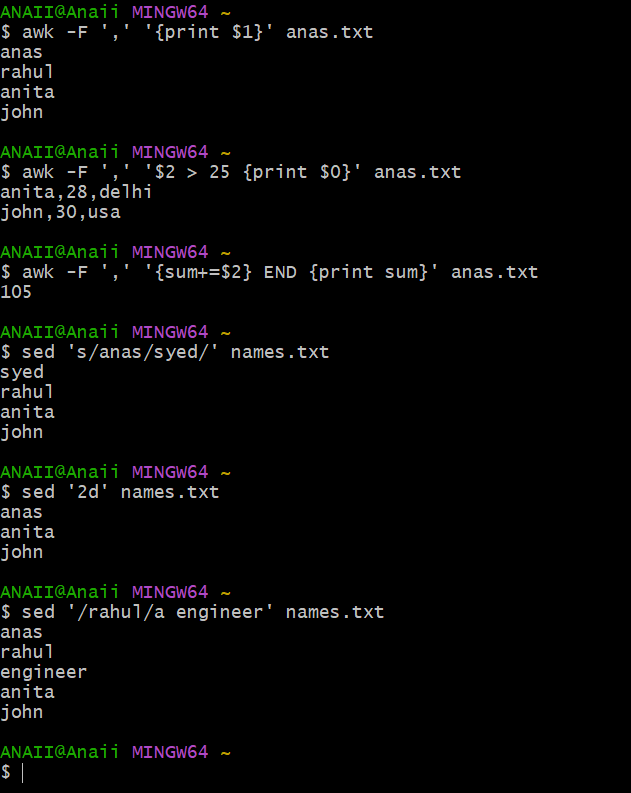 ANAII@Anaii MINGW64 ~
$ awk -F ',' '{print $1}' anas.txt
anas
rahul
anita
john
ANAII@Anaii MINGW64 ~
$ awk -F ',' '$2 > 25 {print $0}' anas.txt
anita,28,delhi
john,30,usa
ANAII@Anaii MINGW64 ~
$ awk -F ',' '{sum+=$2} END {print sum}' anas.txt
105
ANAII@Anaii MINGW64 ~
$ sed 's/anas/syed/' names.txt
syed
rahul
anita
john
ANAII@Anaii MINGW64 ~
$ sed '2d' names.txt
anas
anita
john
ANAII@Anaii MINGW64 ~
$ sed '/rahul/a engineer' names.txt
anas
rahul
engineer
anita
john
ANAII@Anaii MINGW64 ~
$